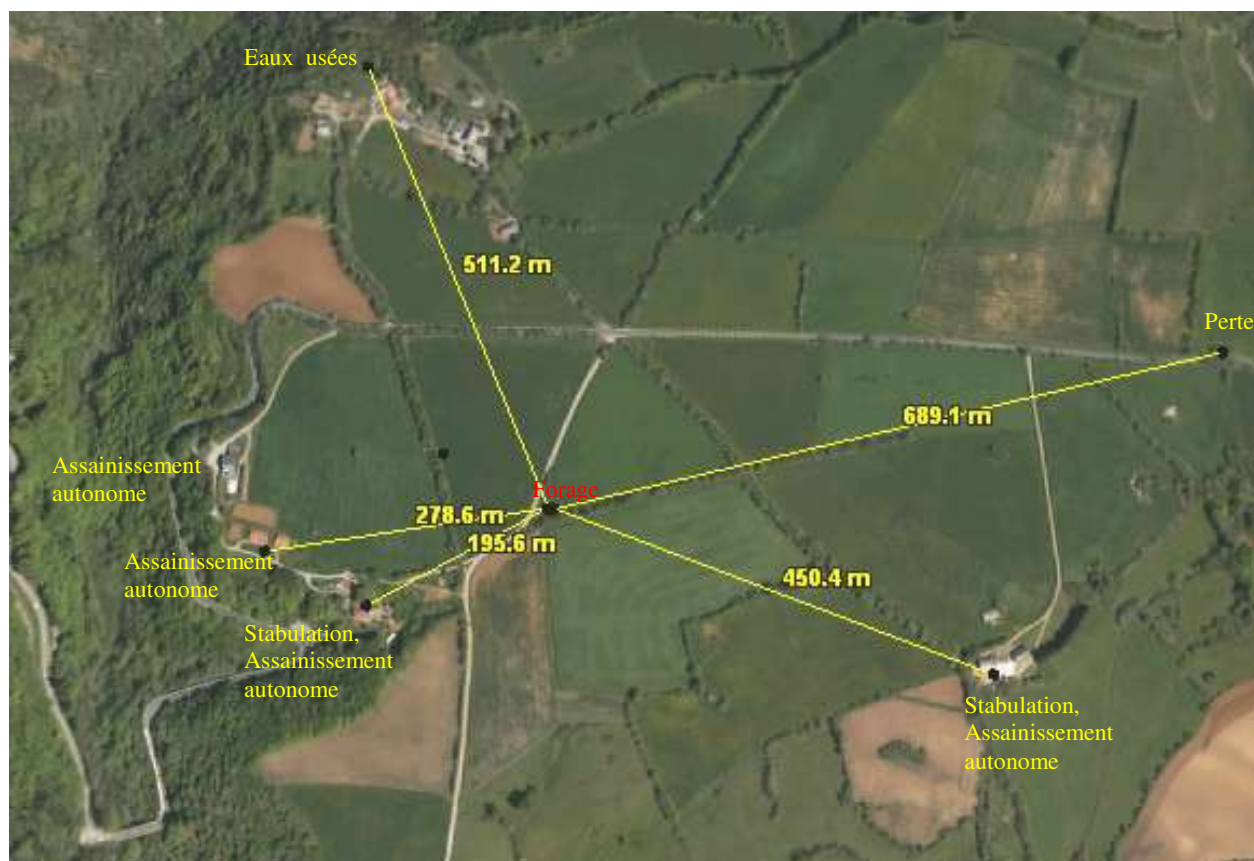 Eaux usées
511.2 m
Perte
689.1 m
Assainissement
autonome
Forage
278.6 m
195.6 m
Assainissement
autonome
450.4 m
Stabulation,
Assainissement
autonome
Stabulation,
Assainissement
autonome